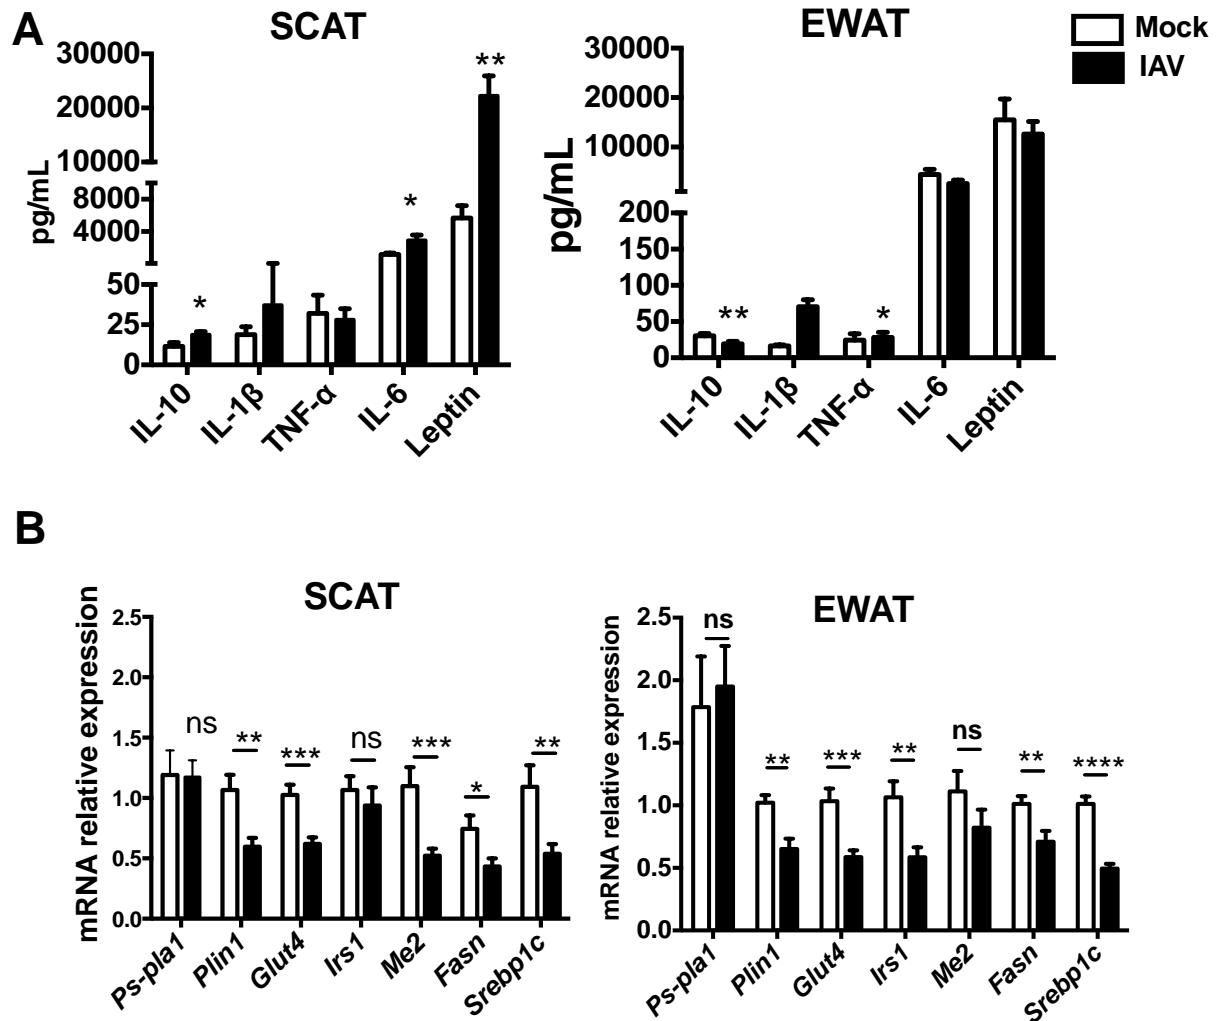 A
SCAT
EWAT
Mock
IAV
pg/mL
30000
20000
10000
8000
4000
50
25
0
*
**
*
IL-10
IL-1β
TNF-α
IL-6
Leptin
pg/mL
30000
20000
10000
200
150
100
50
0
**
*
IL-10
IL-1β
TNF-α
IL-6
Leptin
B
SCAT
mRNA relative expression
2.5
2.0
1.5
1.0
0.5
0.0
ns
**
***
ns
***
*
**
Ps-pla1
Plin1
Glut4
Irs1
Me2
Fasn
Srebp1c
EWAT
mRNA relative expression
2.5
2.0
1.5
1.0
0.5
0.0
ns
**
***
**
ns
**
****
Ps-pla1
Plin1
Glut4
Irs1
Me2
Fasn
Srebp1c